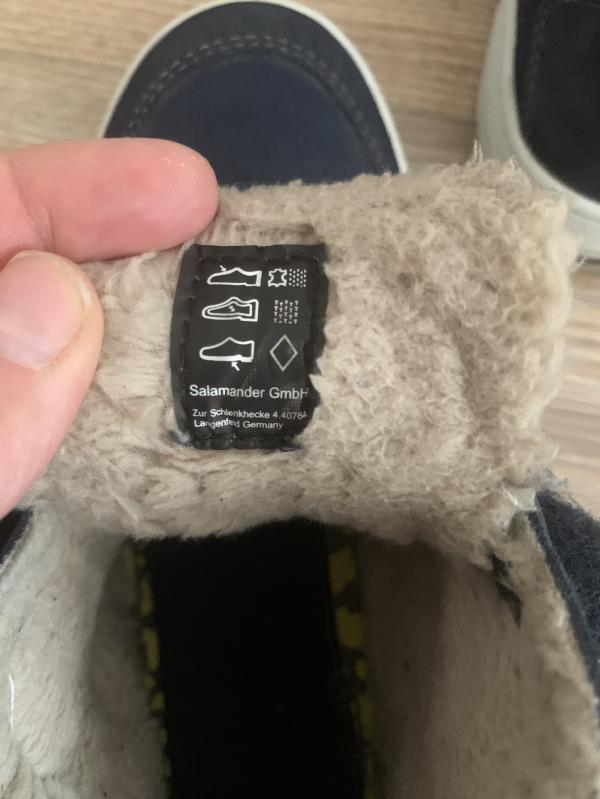 Salamander GmbH
Zur Schlenkhecke 4.40764
Langenfeld Germany